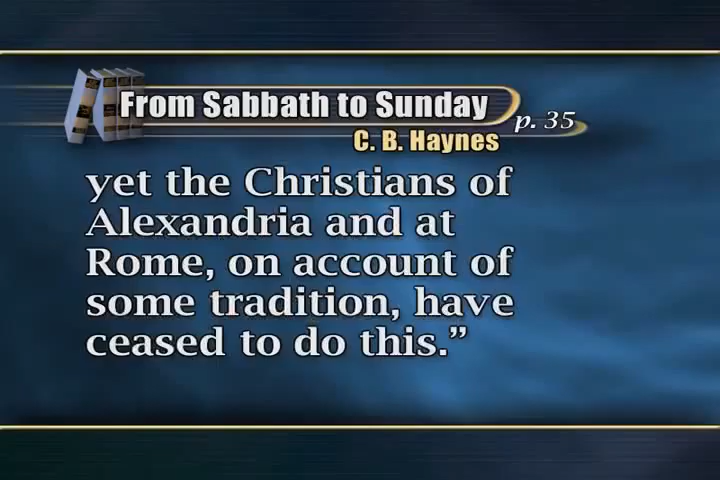 From Sabbath to Sunday
p. 35
C. B. Haynes
yet the Christians of
Alexandria and at
Rome, on account of
some tradition, have
ceased to do this.”